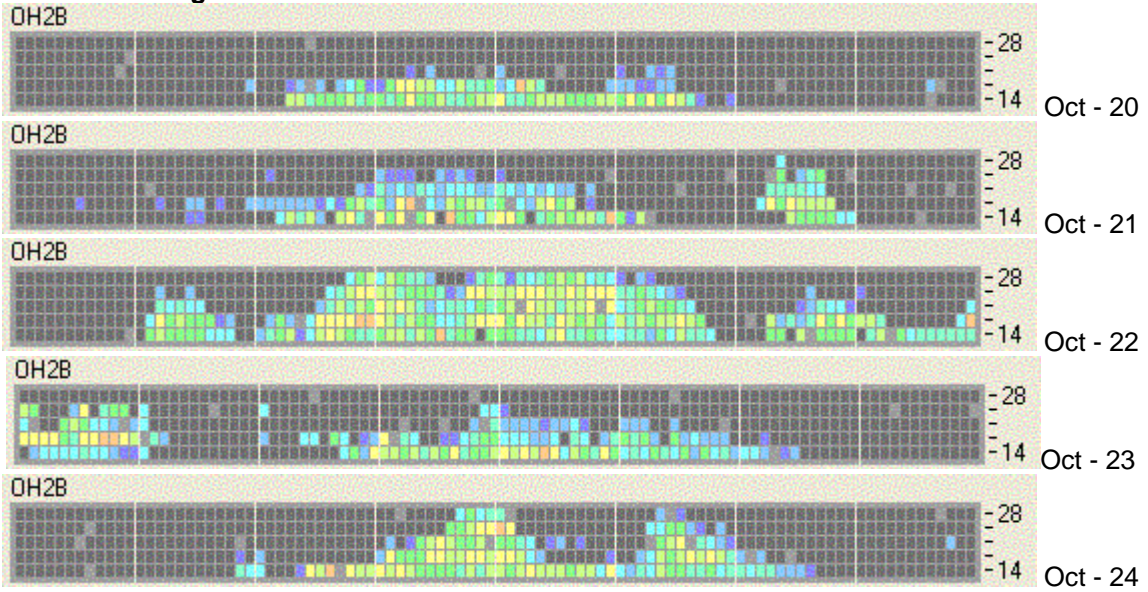 OH2B
- 28
-
-
-
- 14 Oct - 20
OH2B
- 28
-
-
-
- 14 Oct - 21
OH2B
- 28
-
-
-
- 14 Oct - 22
OH2B
- 28
-
-
-
- 14 Oct - 23
OH2B
- 28
-
-
-
- 14 Oct - 24